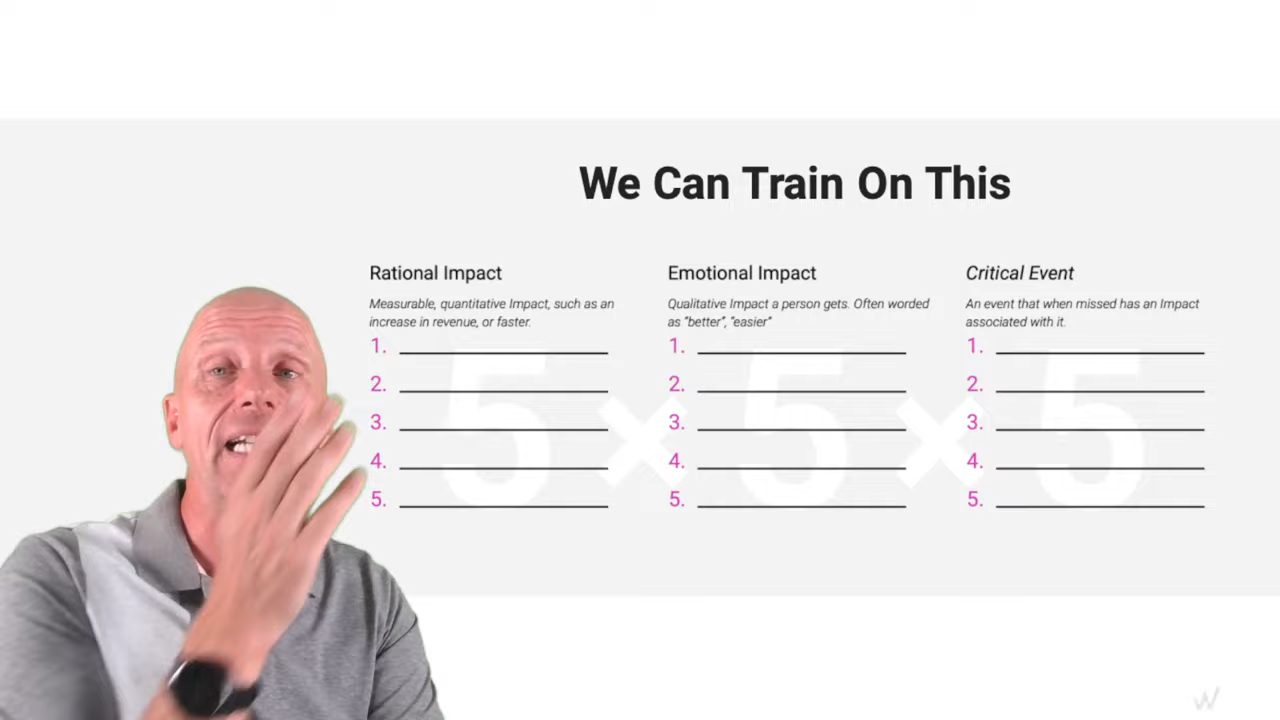 We Can Train On This
Rational Impact
Measurable, quantitative Impact, such as an
increase in revenue, or faster.
1.
2.
3.
4.
5.
Emotional Impact
Qualitative Impact a person gets. Often worded
as "better", "easier"
1.
2.
3.
4.
5.
Critical Event
An event that when missed has an Impact
associated with it.
1.
2.
3.
4.
5.
5×5×5
W